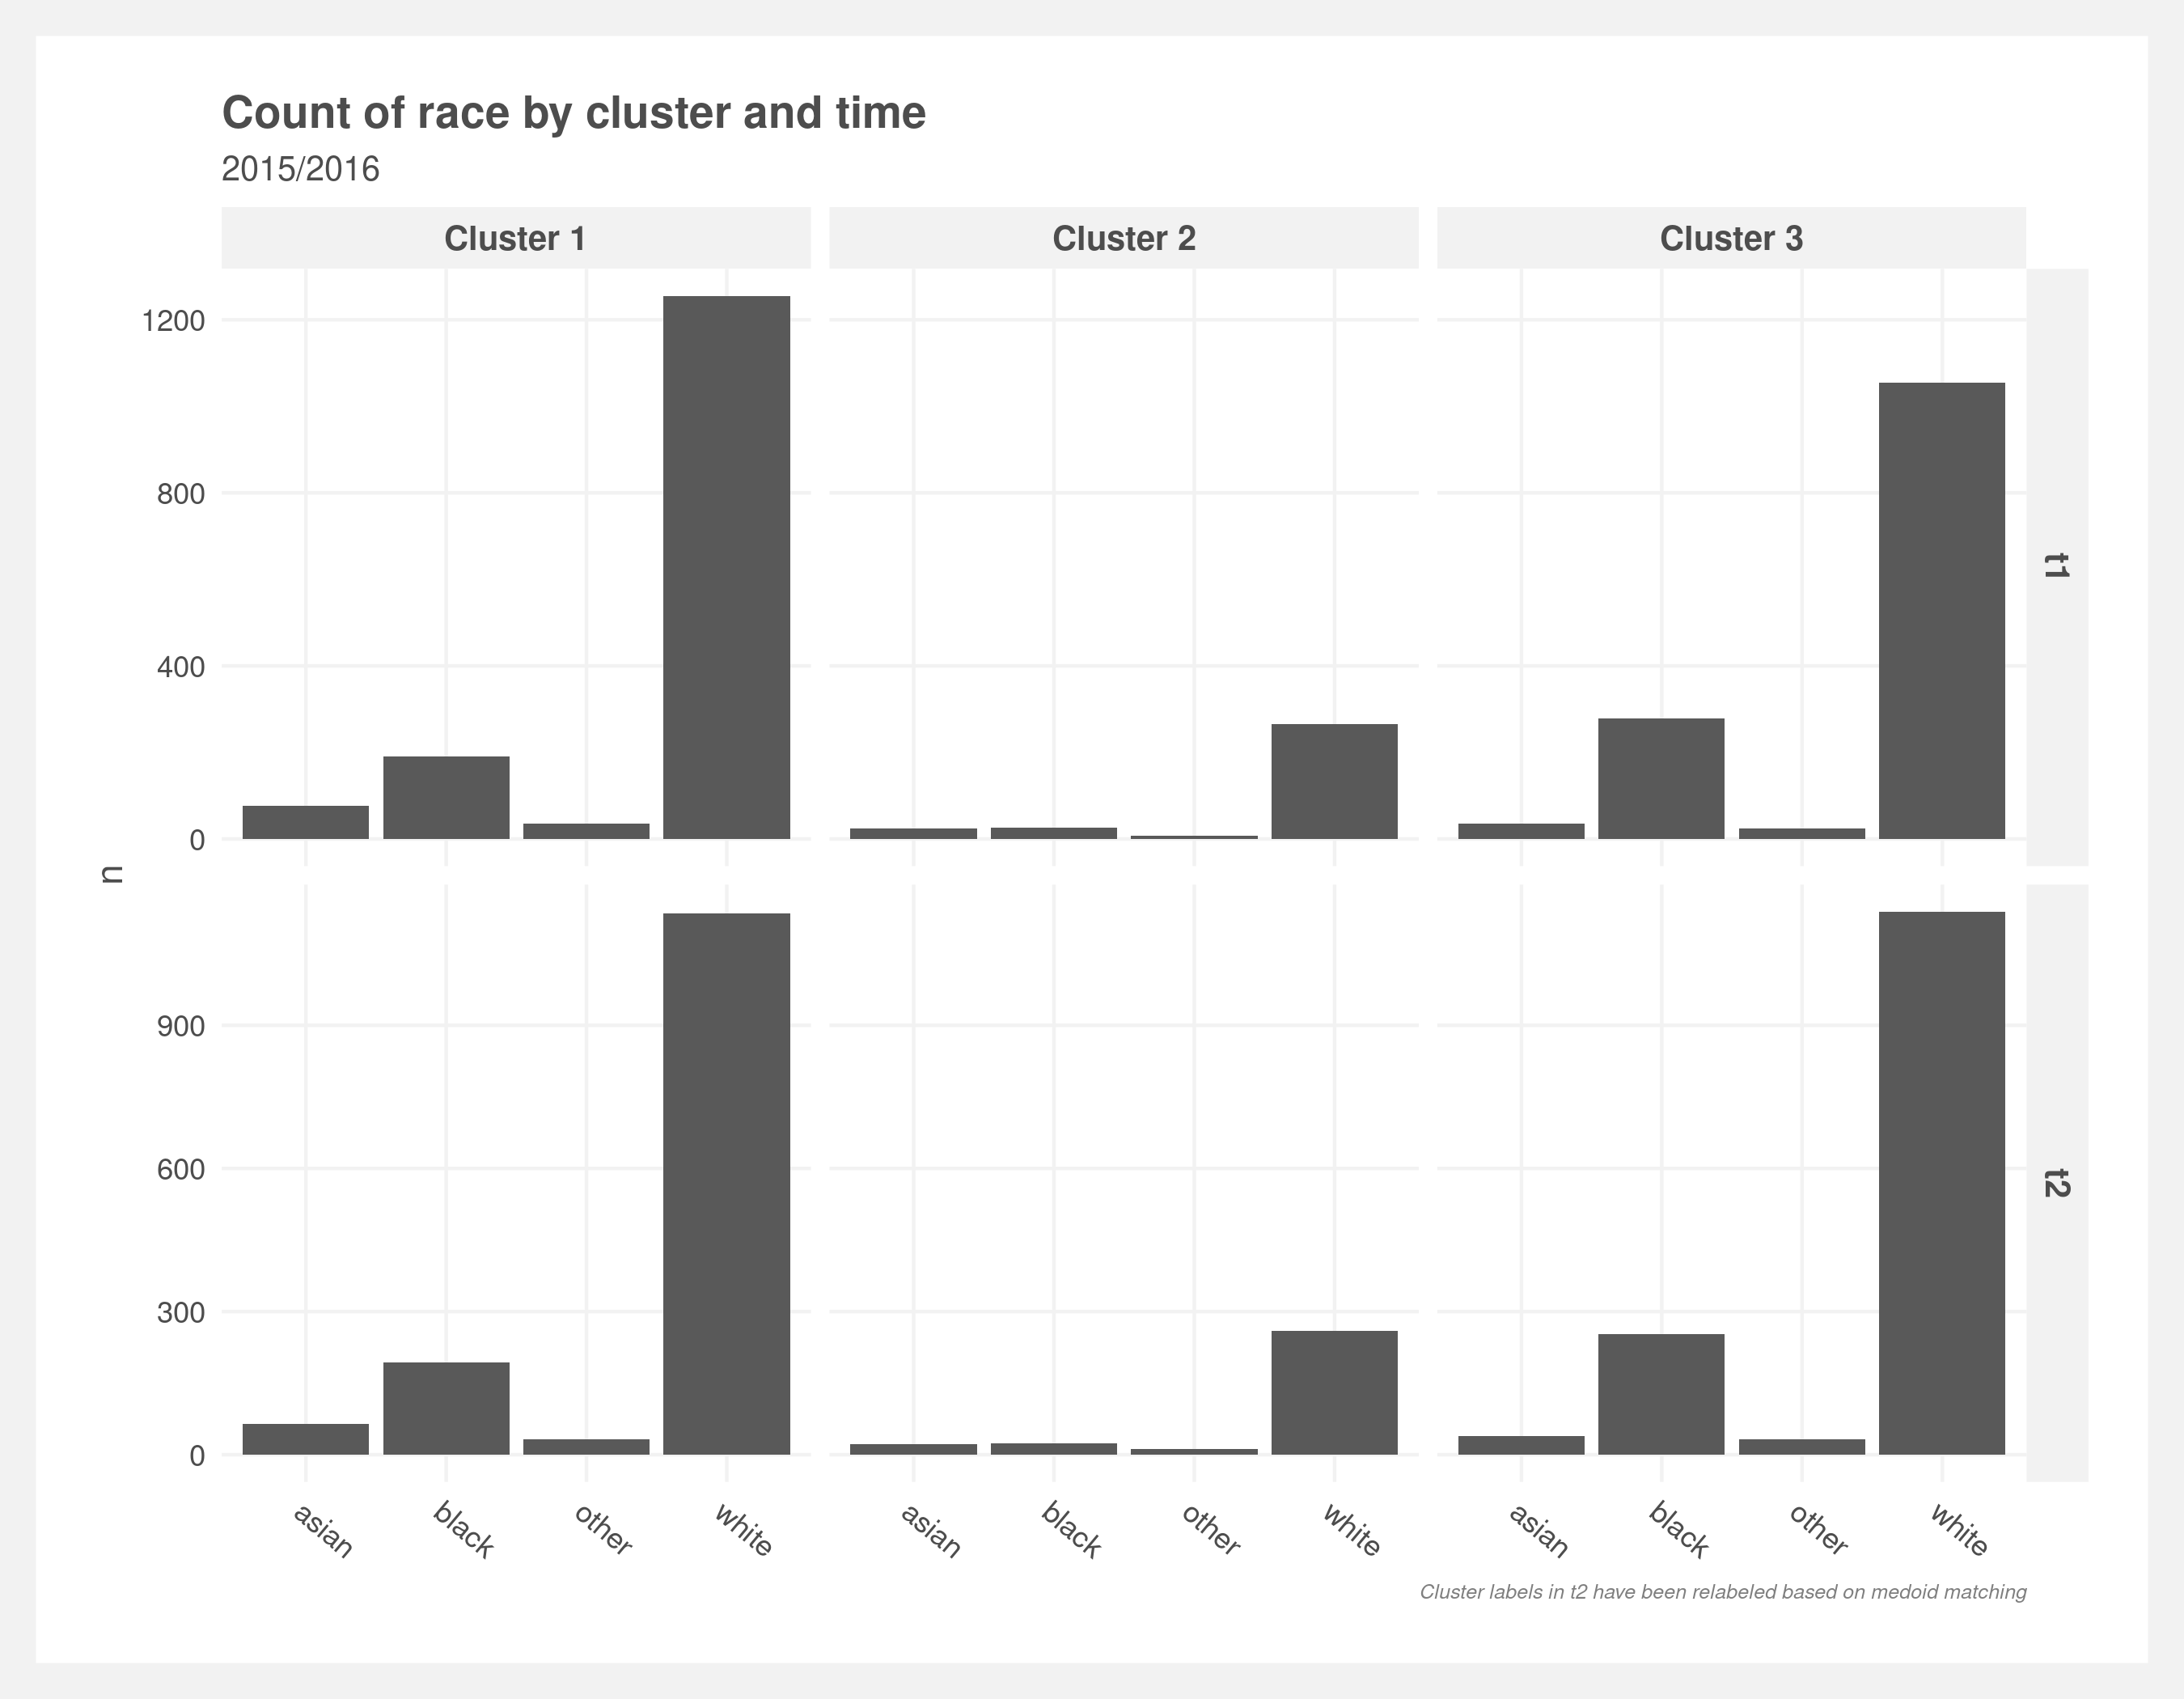 Count of race by cluster and time
2015/2016
Cluster 1 Cluster 2 Cluster 3
1200
800
400
0
t1
n
900
600
300
0
t2
asian black other white asian black other white asian black other white
Cluster labels in t2 have been relabeled based on medoid matching